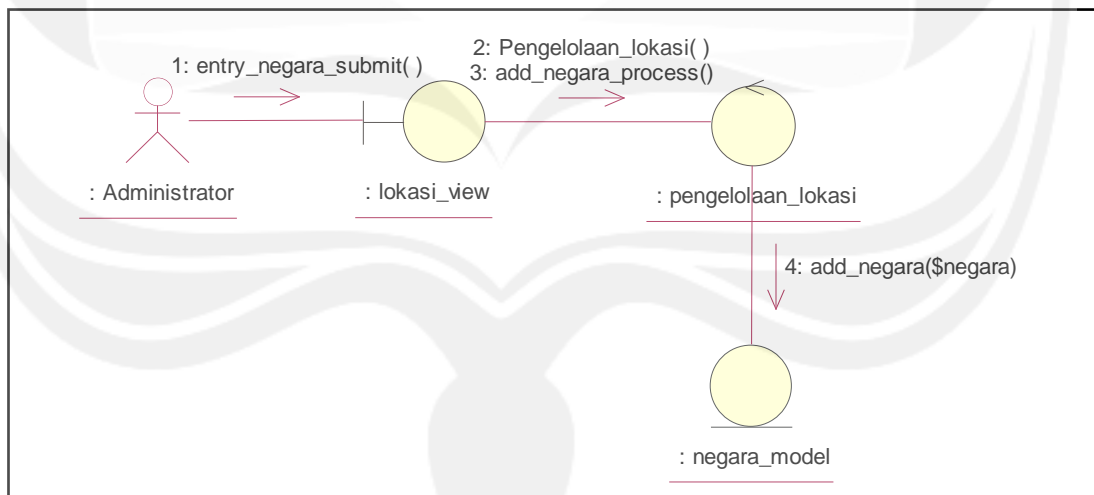 1: entry_negara_submit( )
2: Pengelolaan_lokasi( )
3: add_negara_process()
: Administrator
: lokasi_view
: pengelolaan_lokasi
4: add_negara($negara)
: negara_model